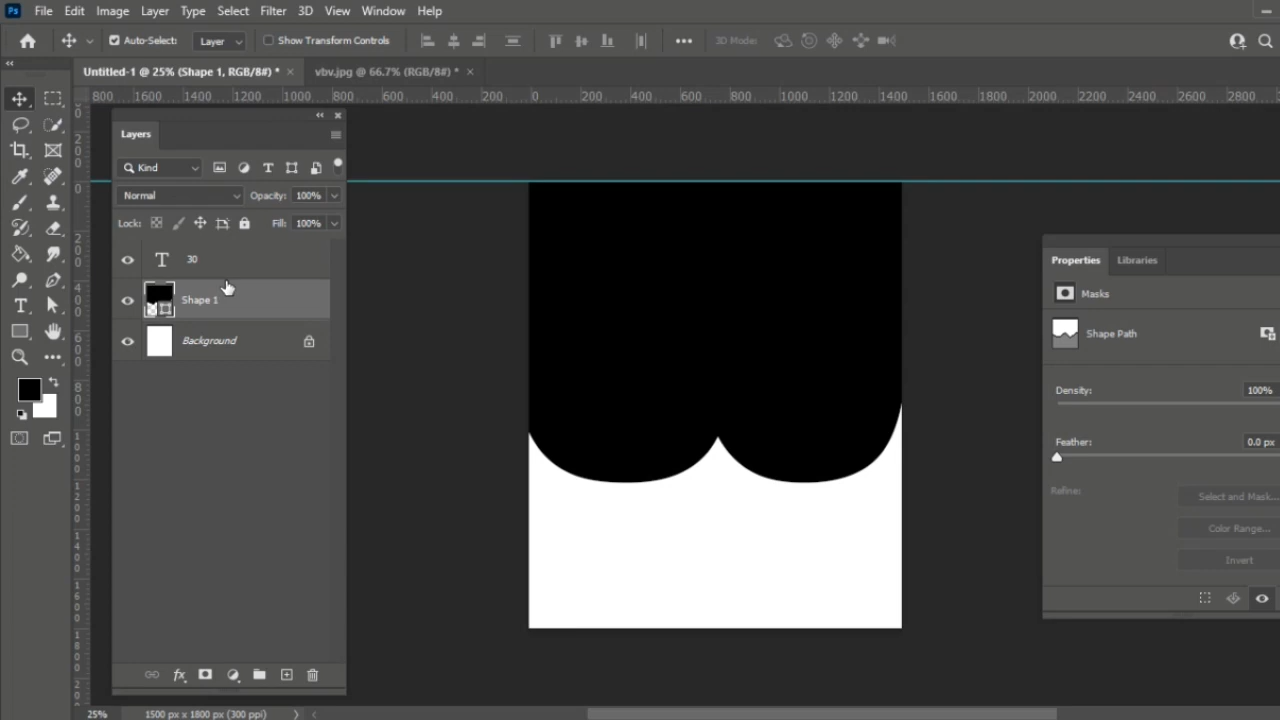 Ps File Edit Image Layer Type Select Filter 3D View Window Help
Auto-Select: Layer Show Transform Controls 3D Mode:
Untitled-1 @ 25% (Shape 1, RGB/8#) * vbv.jpg @ 66.7% (RGB/8#) *
800 1600 1400 1200 1000 800 600 400 200 0 200 400 600 800 1000 1200 1400 1600 1800 2000 2200 2400 2600 2800
Layers
Kind
Normal Opacity: 100%
Lock: Fill: 100%
T 30
Shape 1
Background
Properties Libraries
Masks
Shape Path
Density: 100%
Feather: 0.0 px
Refine: Select and Mask...
Color Range...
Invert
fx
25% 1500 px x 1800 px (300 ppi)